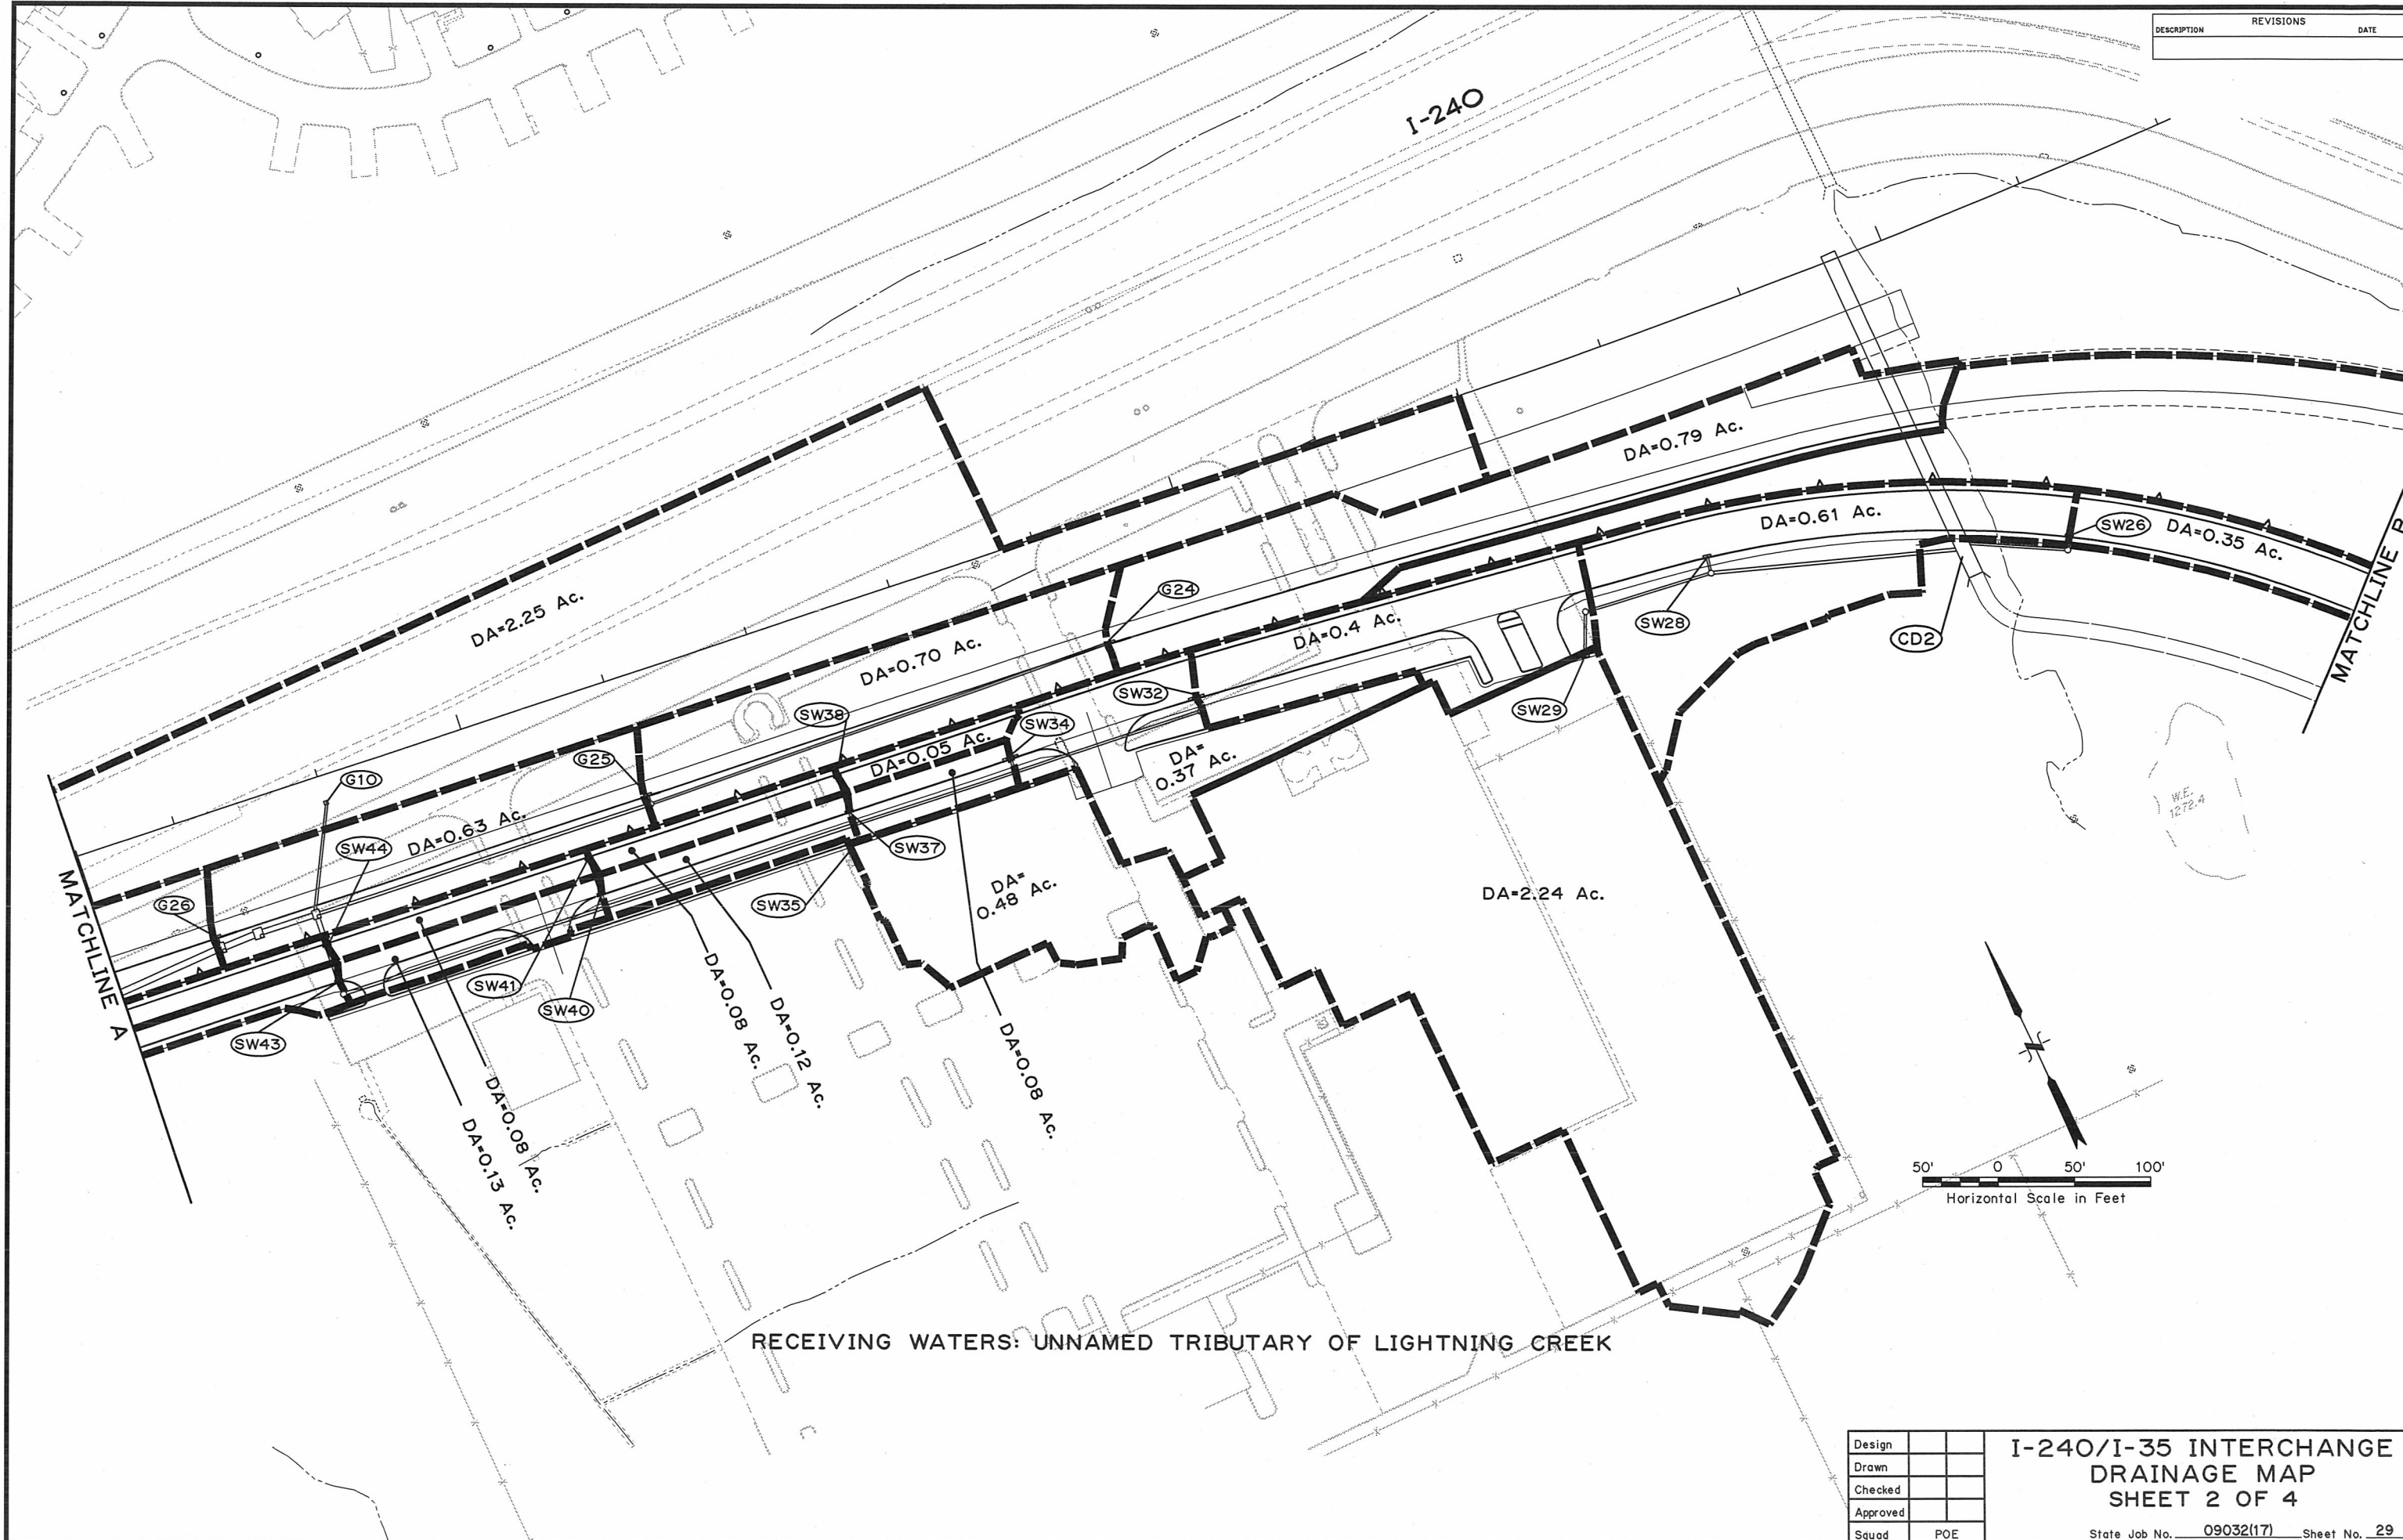 REVISIONS
DESCRIPTION DATE
I-240
DA=0.79 Ac.
DA=0.61 Ac.
SW26
DA=0.35 Ac.
MATCHLINE B
DA=2.25 Ac.
G24
DA=0.4 Ac.
SW28
CD2
DA=0.70 Ac.
SW32
SW38
SW34
SW29
G25
DA=0.05 Ac.
DA=
0.37 Ac.
G10
SW44
DA=0.63 Ac.
SW37
W.E.
1272.4
MATCHLINE A
G26
SW35
DA=
0.48 Ac.
DA=2.24 Ac.
SW41
SW40
SW43
DA=0.08 Ac.
DA=0.12 Ac.
DA=0.08 Ac.
DA=0.08 Ac.
DA=0.13 Ac.
N
50' 0 50' 100'
Horizontal Scale in Feet
RECEIVING WATERS: UNNAMED TRIBUTARY OF LIGHTNING CREEK
Design
Drawn
Checked
Approved
Squad POE
I-240/I-35 INTERCHANGE
DRAINAGE MAP
SHEET 2 OF 4
State Job No. 09032(17) Sheet No. 29